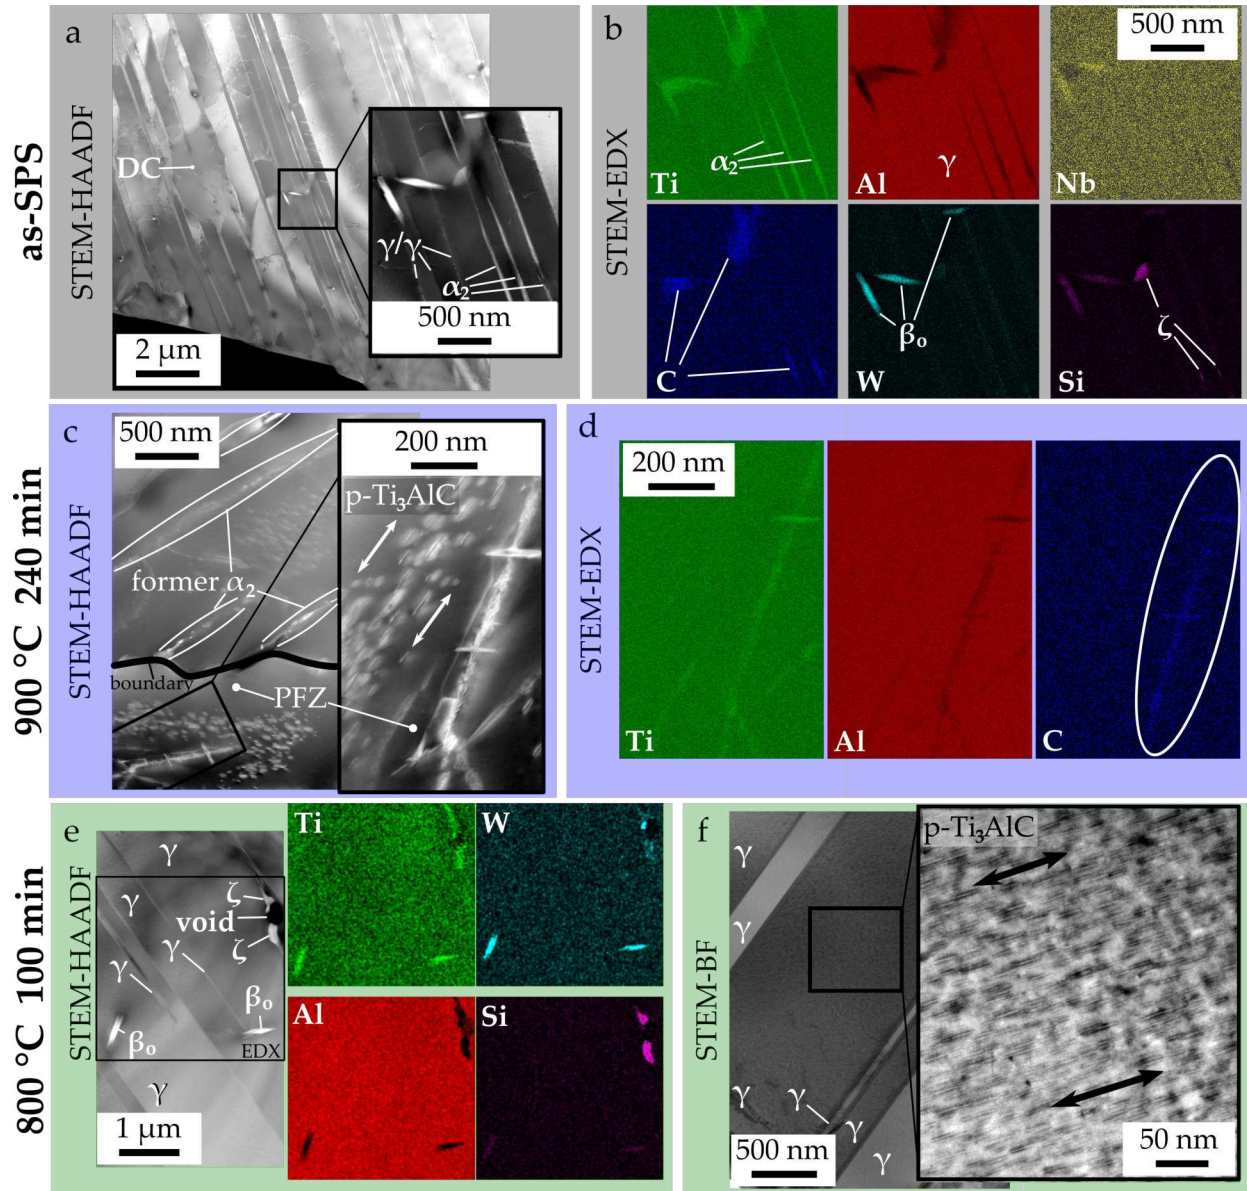 as-SPS
STEM-HAADF
a
DC
γ/γ
α₂
500 nm
2 µm
STEM-EDX
b
α₂
Ti
γ
Al
500 nm
Nb
C
βₒ
W
ζ
Si
900 °C 240 min
STEM-HAADF
c
500 nm
200 nm
p-Ti₃AlC
former α₂
boundary
PFZ
STEM-EDX
d
200 nm
Ti
Al
C
800 °C 100 min
STEM-HAADF
e
γ
γ
ζ
void
ζ
γ
γ
βₒ
βₒ
EDX
γ
1 µm
Ti
W
Al
Si
STEM-BF
f
γ
γ
γ
γ
γ
γ
500 nm
p-Ti₃AlC
50 nm